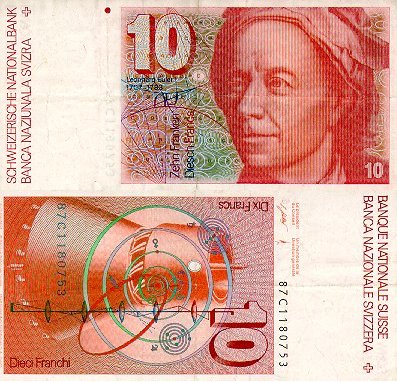 SCHWEIZERISCHE NATIONALBANK
BANCA NAZIUNALA SVIZRA
10
Leonhard Euler
1707-1783
Zehn Franken
Diesch Francs
10
BANQUE NATIONALE SUISSE
BANCA NAZIONALE SVIZZERA
Dix Francs
87C1180753
87C1180753
10
Dieci Franchi